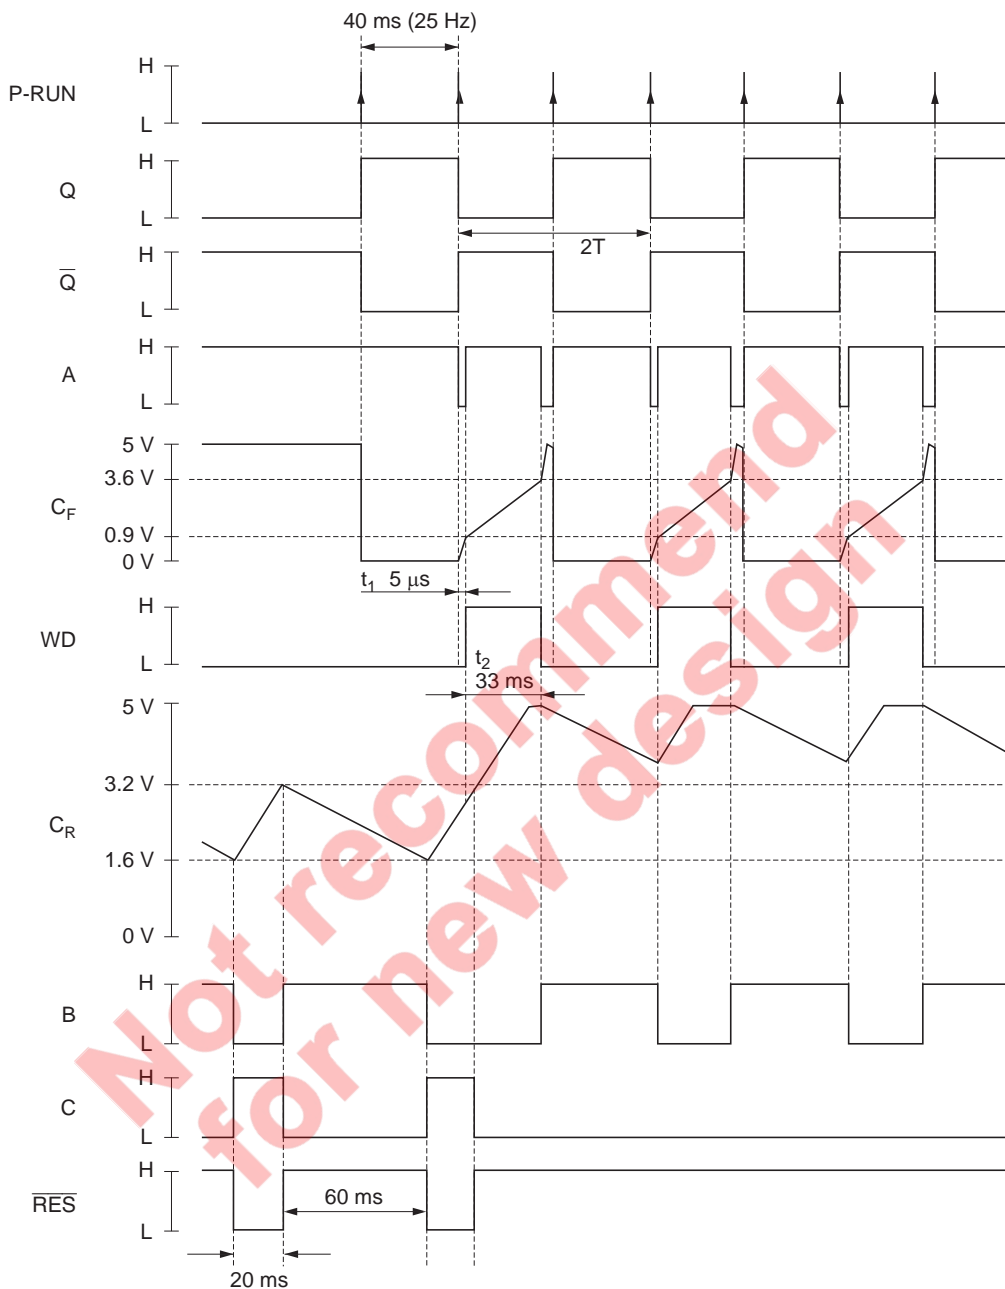 40 ms (25 Hz)
P-RUN
H
L
Q
H
L
2T
Q
H
L
A
H
L
CF
5 V
3.6 V
0.9 V
0 V
t1 5 μs
WD
H
L
t2
33 ms
CR
5 V
3.2 V
1.6 V
0 V
B
H
L
C
H
L
RES
H
L
60 ms
20 ms
Not recommend
for new design